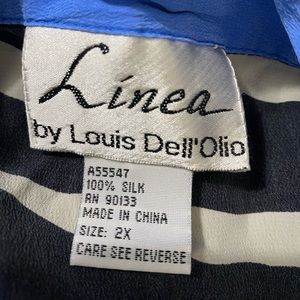 Linea
by Louis Dell'Olio
A55547
100% SILK
RN 90133
MADE IN CHINA
SIZE: 2X
CARE SEE REVERSE